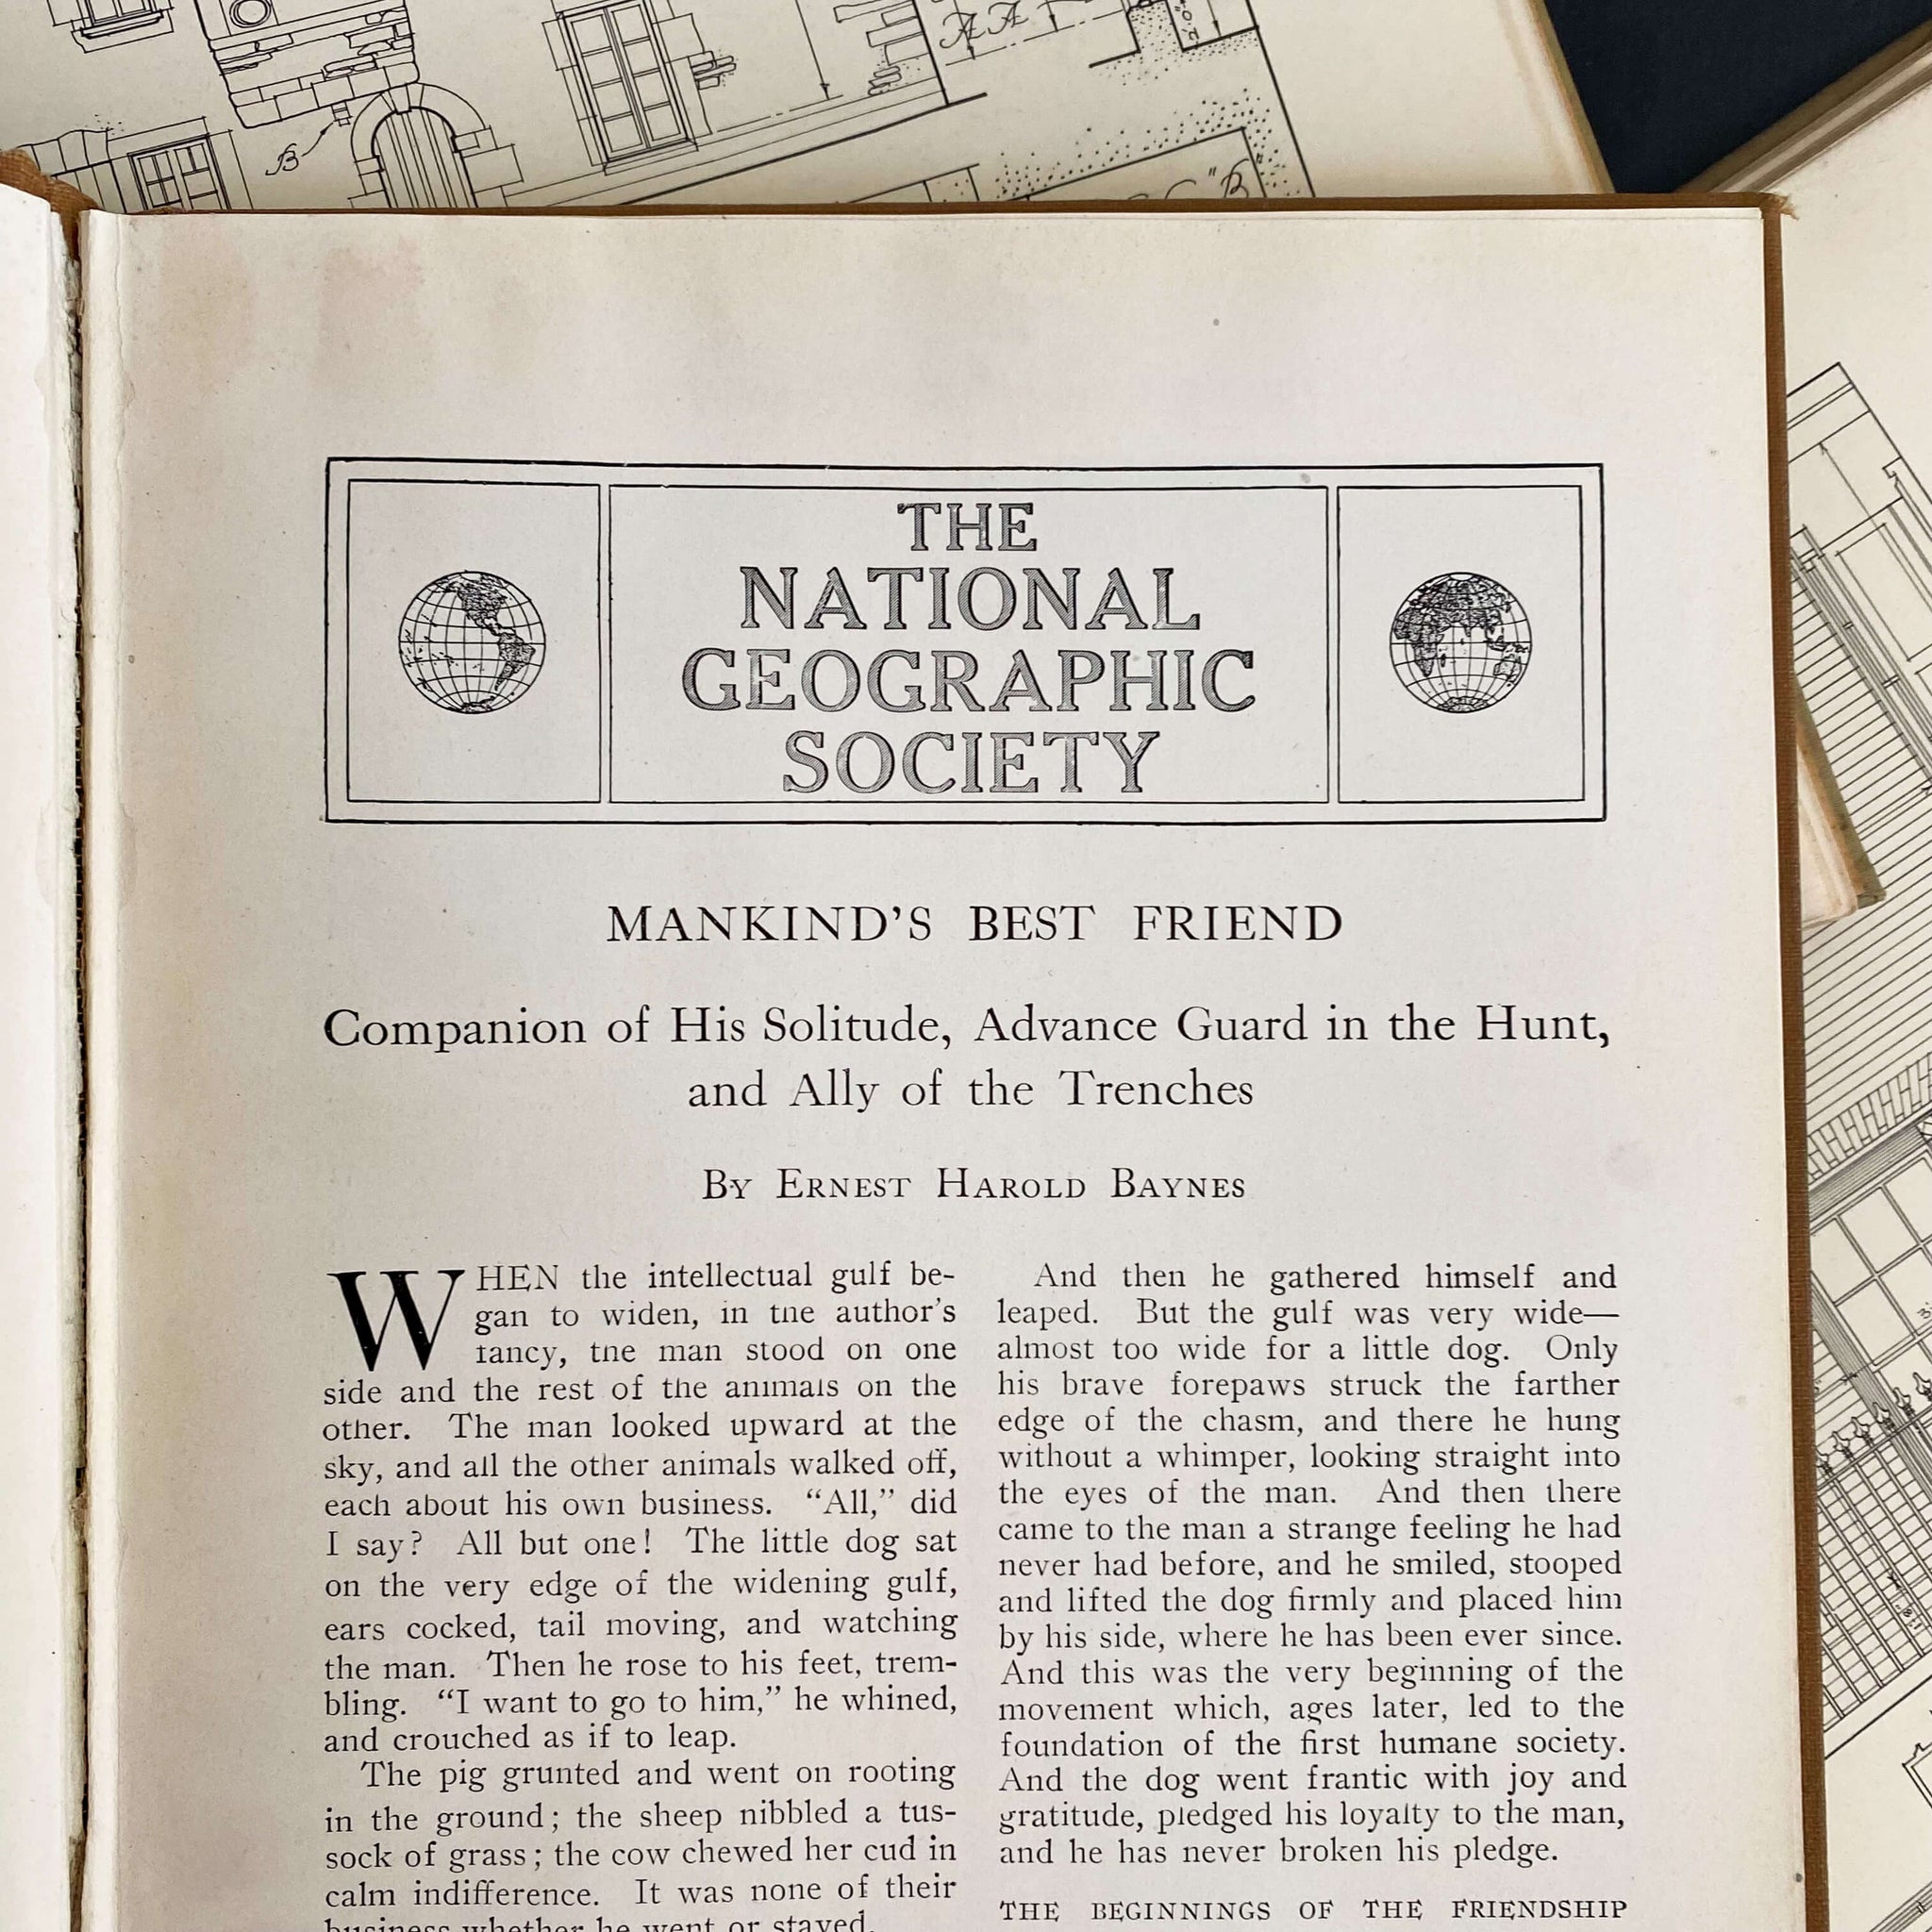 B
A A
"B"
THE
NATIONAL
GEOGRAPHIC
SOCIETY
MANKIND'S BEST FRIEND
Companion of His Solitude, Advance Guard in the Hunt,
and Ally of the Trenches
By Ernest Harold Baynes
WHEN the intellectual gulf be-
gan to widen, in the author's
fancy, the man stood on one
side and the rest of the animals on the
other. The man looked upward at the
sky, and all the other animals walked off,
each about his own business. “All,” did
I say? All but one! The little dog sat
on the very edge of the widening gulf,
ears cocked, tail moving, and watching
the man. Then he rose to his feet, trem-
bling. “I want to go to him,” he whined,
and crouched as if to leap.
The pig grunted and went on rooting
in the ground; the sheep nibbled a tus-
sock of grass; the cow chewed her cud in
calm indifference. It was none of their
business whether he went or stayed.
And then he gathered himself and
leaped. But the gulf was very wide—
almost too wide for a little dog. Only
his brave forepaws struck the farther
edge of the chasm, and there he hung
without a whimper, looking straight into
the eyes of the man. And then there
came to the man a strange feeling he had
never had before, and he smiled, stooped
and lifted the dog firmly and placed him
by his side, where he has been ever since.
And this was the very beginning of the
movement which, ages later, led to the
foundation of the first humane society.
And the dog went frantic with joy and
gratitude, pledged his loyalty to the man,
and he has never broken his pledge.
THE BEGINNINGS OF THE FRIENDSHIP